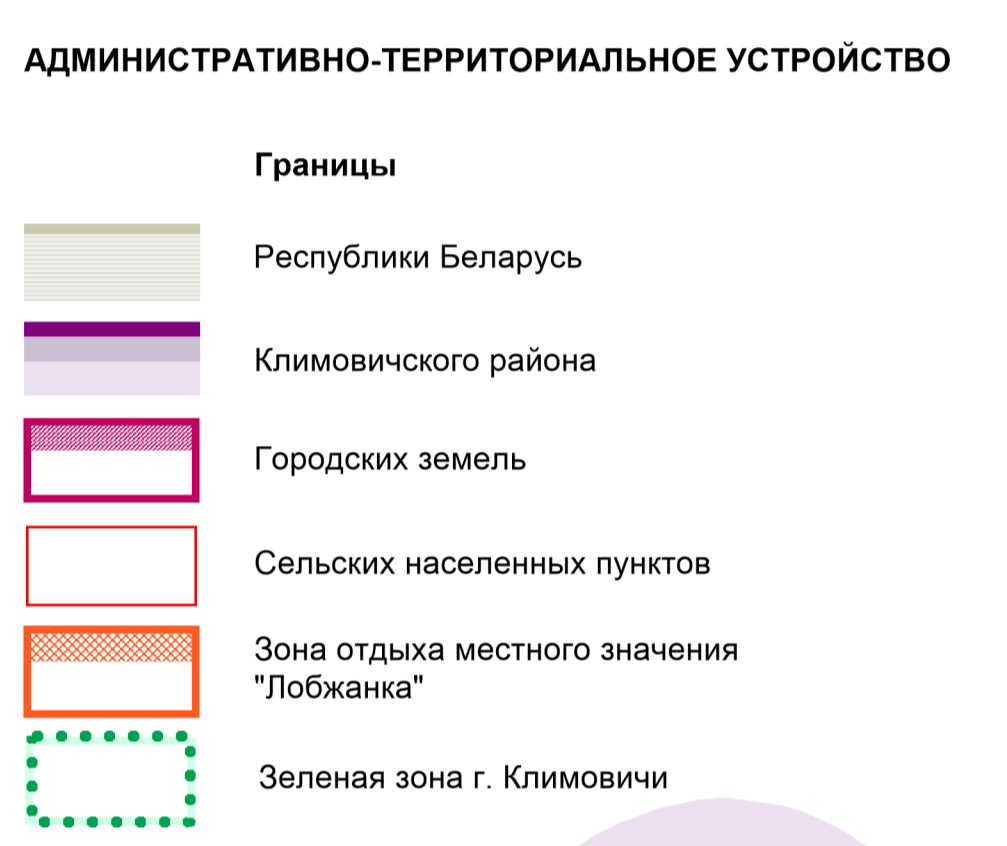 АДМИНИСТРАТИВНО-ТЕРРИТОРИАЛЬНОЕ УСТРОЙСТВО
Границы
Республики Беларусь
Климовичского района
Городских земель
Сельских населенных пунктов
Зона отдыха местного значения
"Лобжанка"
Зеленая зона г. Климовичи